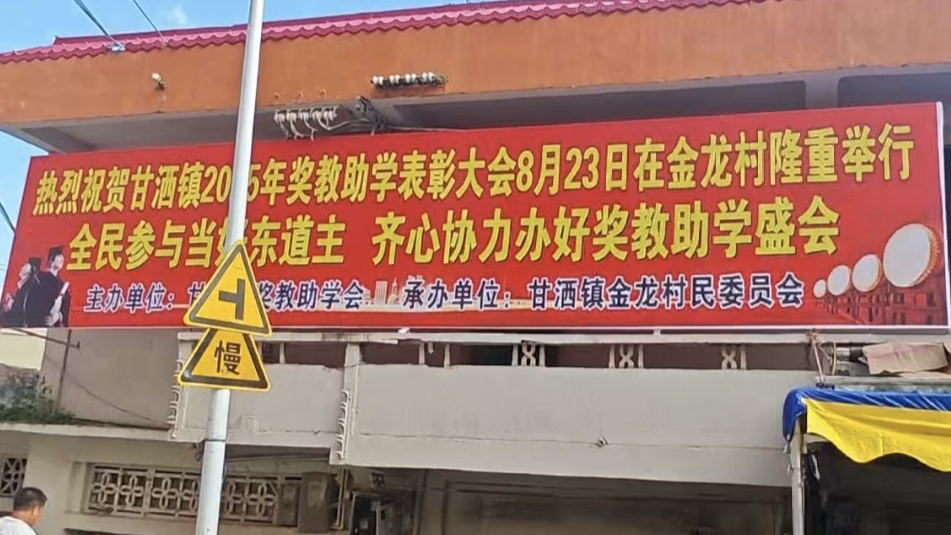 热烈祝贺甘洒镇205年奖教助学表彰大会8月23日在金龙村隆重举行
全民参与当好东道主 齐心协力办好奖教助学盛会
主办单位：甘奖教助学会 承办单位：甘洒镇金龙村民委员会
慢